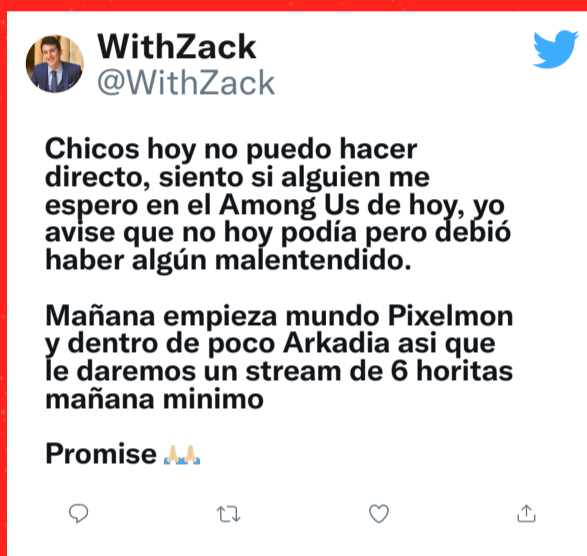 WithZack
@WithZack
Chicos hoy no puedo hacer
directo, siento si alguien me
espero en el Among Us de hoy, yo
avise que no hoy podía pero debió
haber algún malentendido.
Mañana empieza mundo Pixelmon
y dentro de poco Arkadia asi que
le daremos un stream de 6 horitas
mañana minimo
Promise 🙏🏼🙏🏼